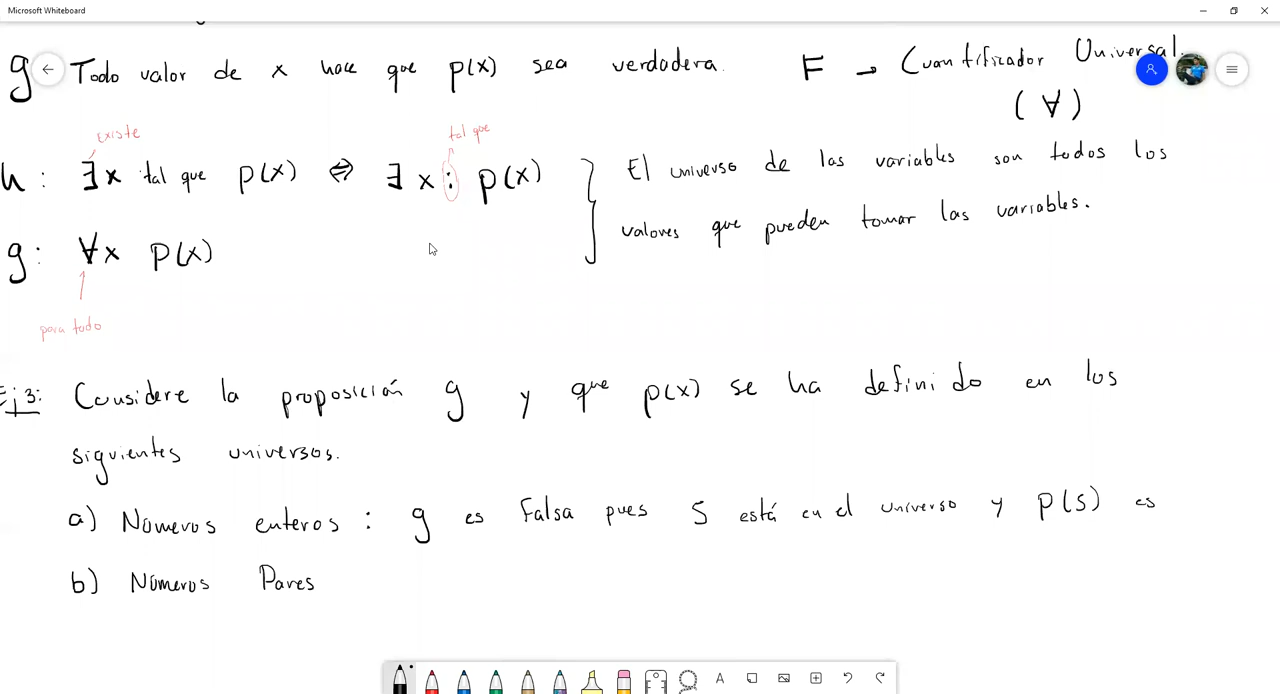 Microsoft Whiteboard
g Todo valor de x hace que p(x) sea verdadera. F → Cuantificador Universal.
(∀)
existe
tal que
h: ∃x tal que p(x) ⇔ ∃x : p(x) } El universo de las variables son todos los
valores que pueden tomar las variables.
g: ∀x p(x)
para todo
Ej 3: Considere la proposición g y que p(x) se ha definido en los
siguientes universos.
a) Números enteros : g es Falsa pues 5 está en el universo y p(5) es
b) Números Pares
A